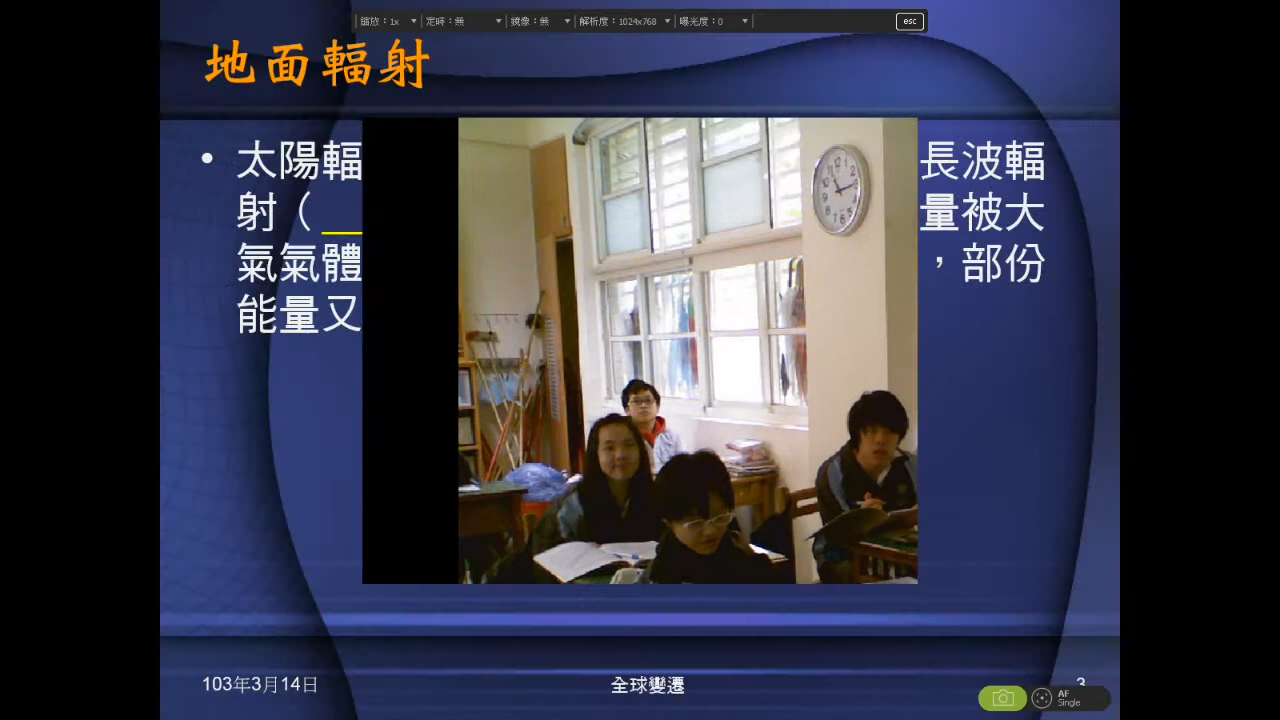 縮放：1x 定時：無 鏡像：無 解析度：1024x768 曝光度：0 esc
地面輻射
• 太陽輻 長波輻
射（ 量被大
氣氣體 ，部份
能量又
103年3月14日 全球變遷 3
AF
Single